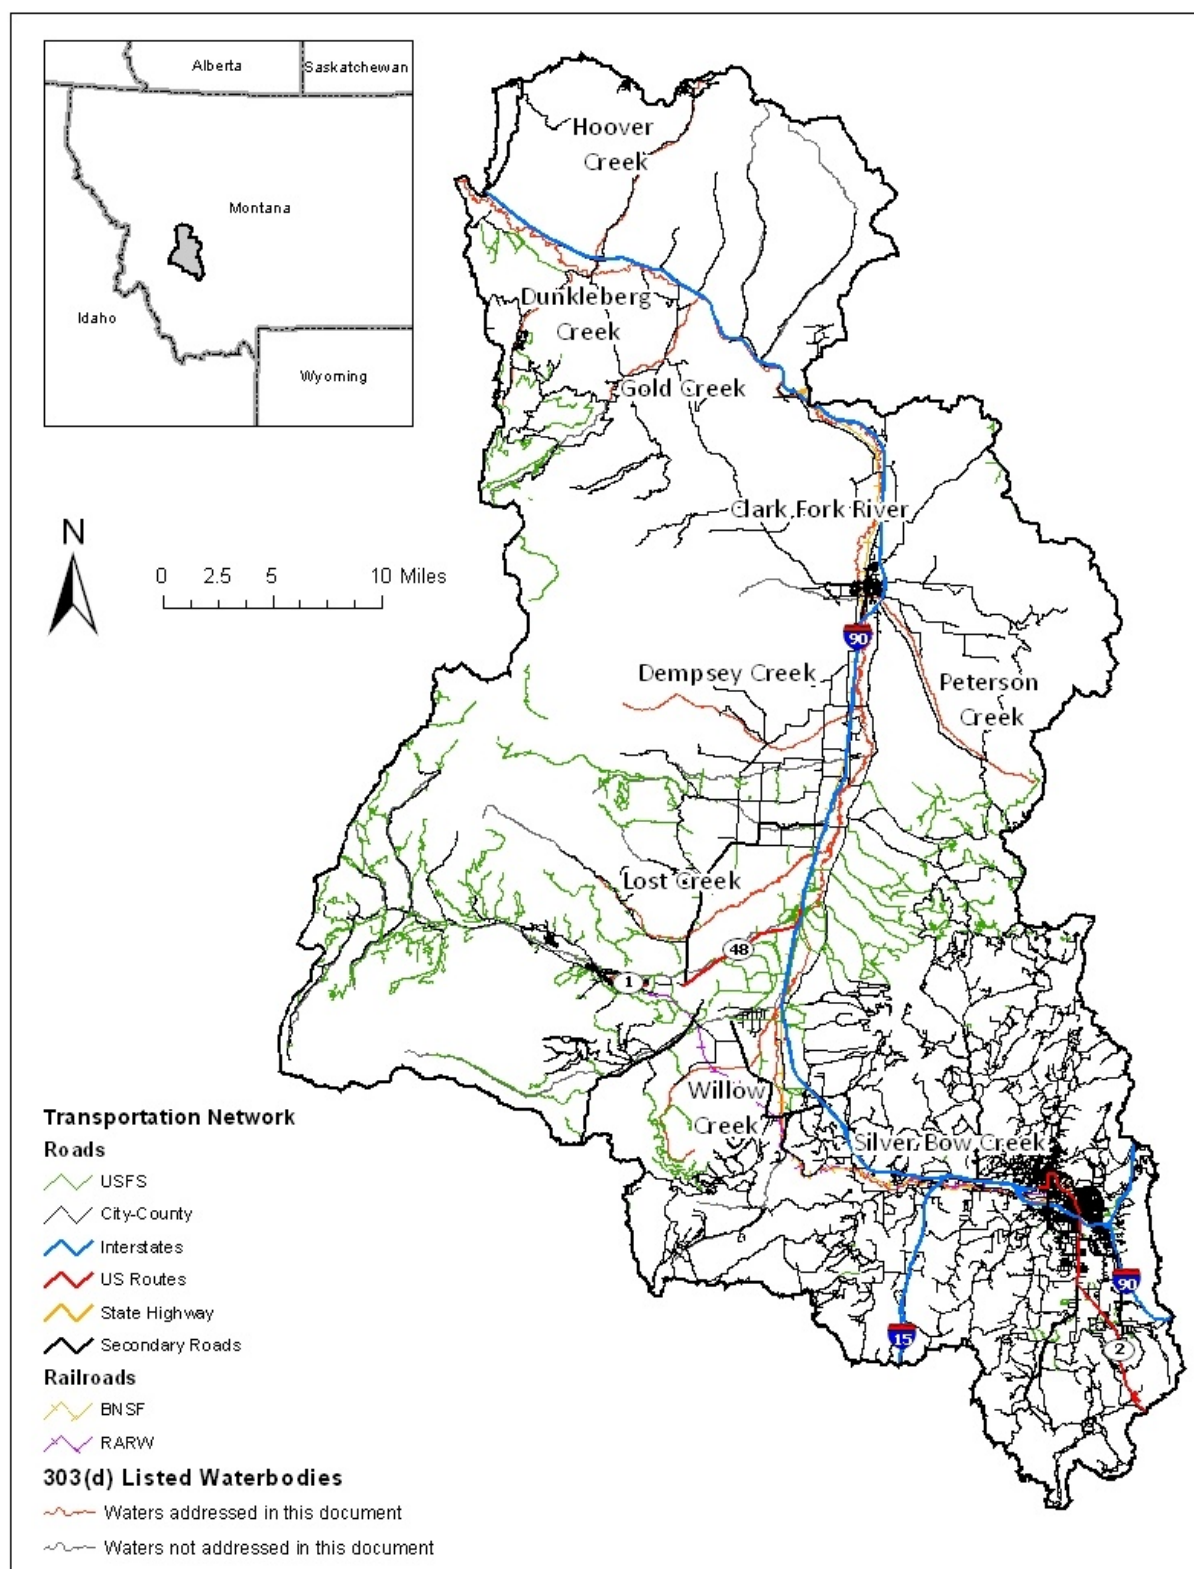 Alberta
Saskatchewan
Montana
Idaho
Wyoming
N
0 2.5 5 10 Miles
Hoover
Creek
Dunkleberg
Creek
Gold Creek
Clark Fork River
90
Dempsey Creek
Peterson
Creek
Lost Creek
48
1
Willow
Creek
Silver Bow Creek
90
15
2
Transportation Network
Roads
USFS
City-County
Interstates
US Routes
State Highway
Secondary Roads
Railroads
BNSF
RARW
303(d) Listed Waterbodies
Waters addressed in this document
Waters not addressed in this document